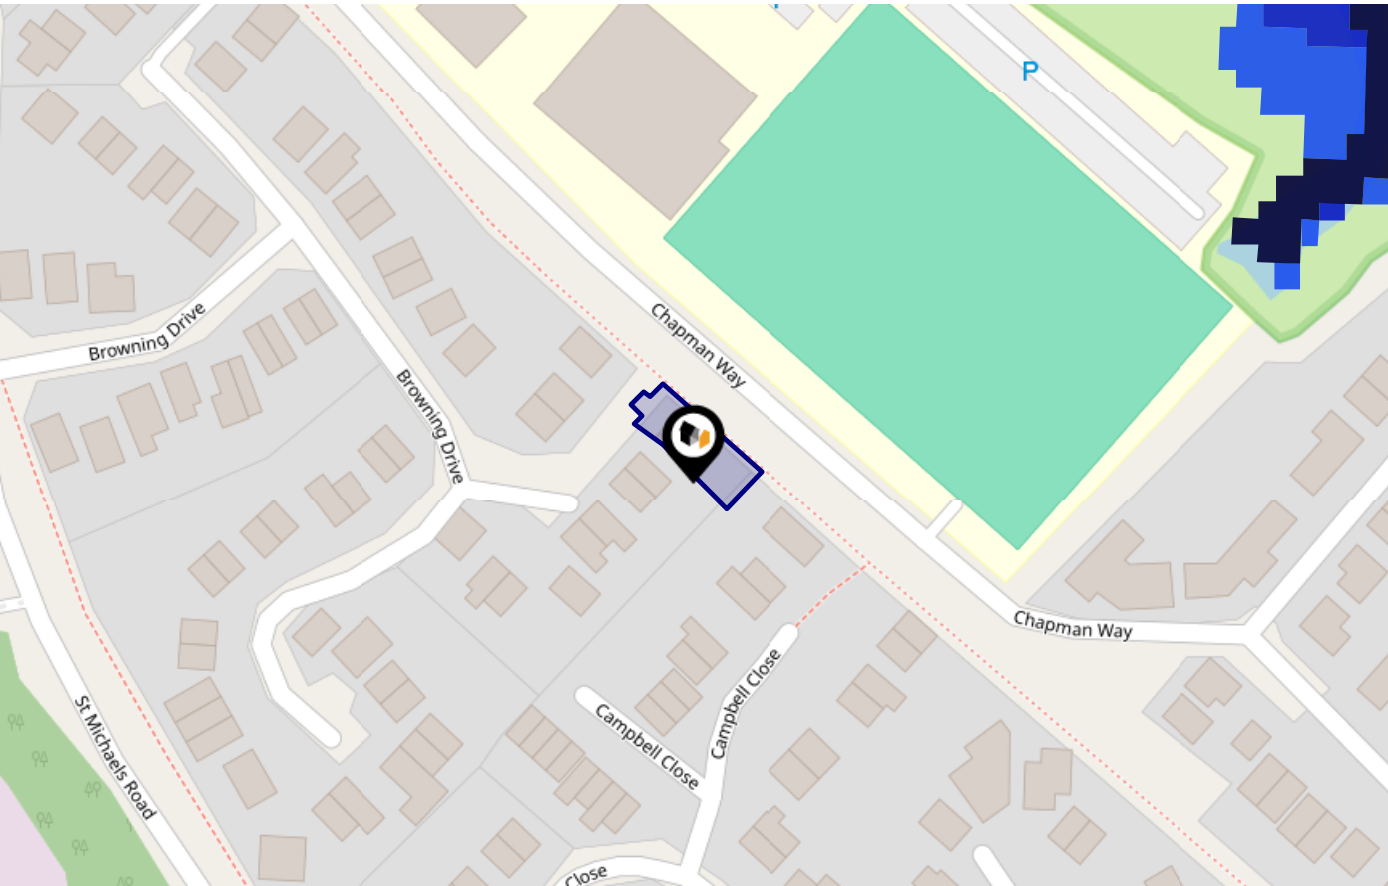 P
Chapman Way
Browning Drive
Browning Drive
Chapman Way
Campbell Close
Campbell Close
St Michaels Road
Close